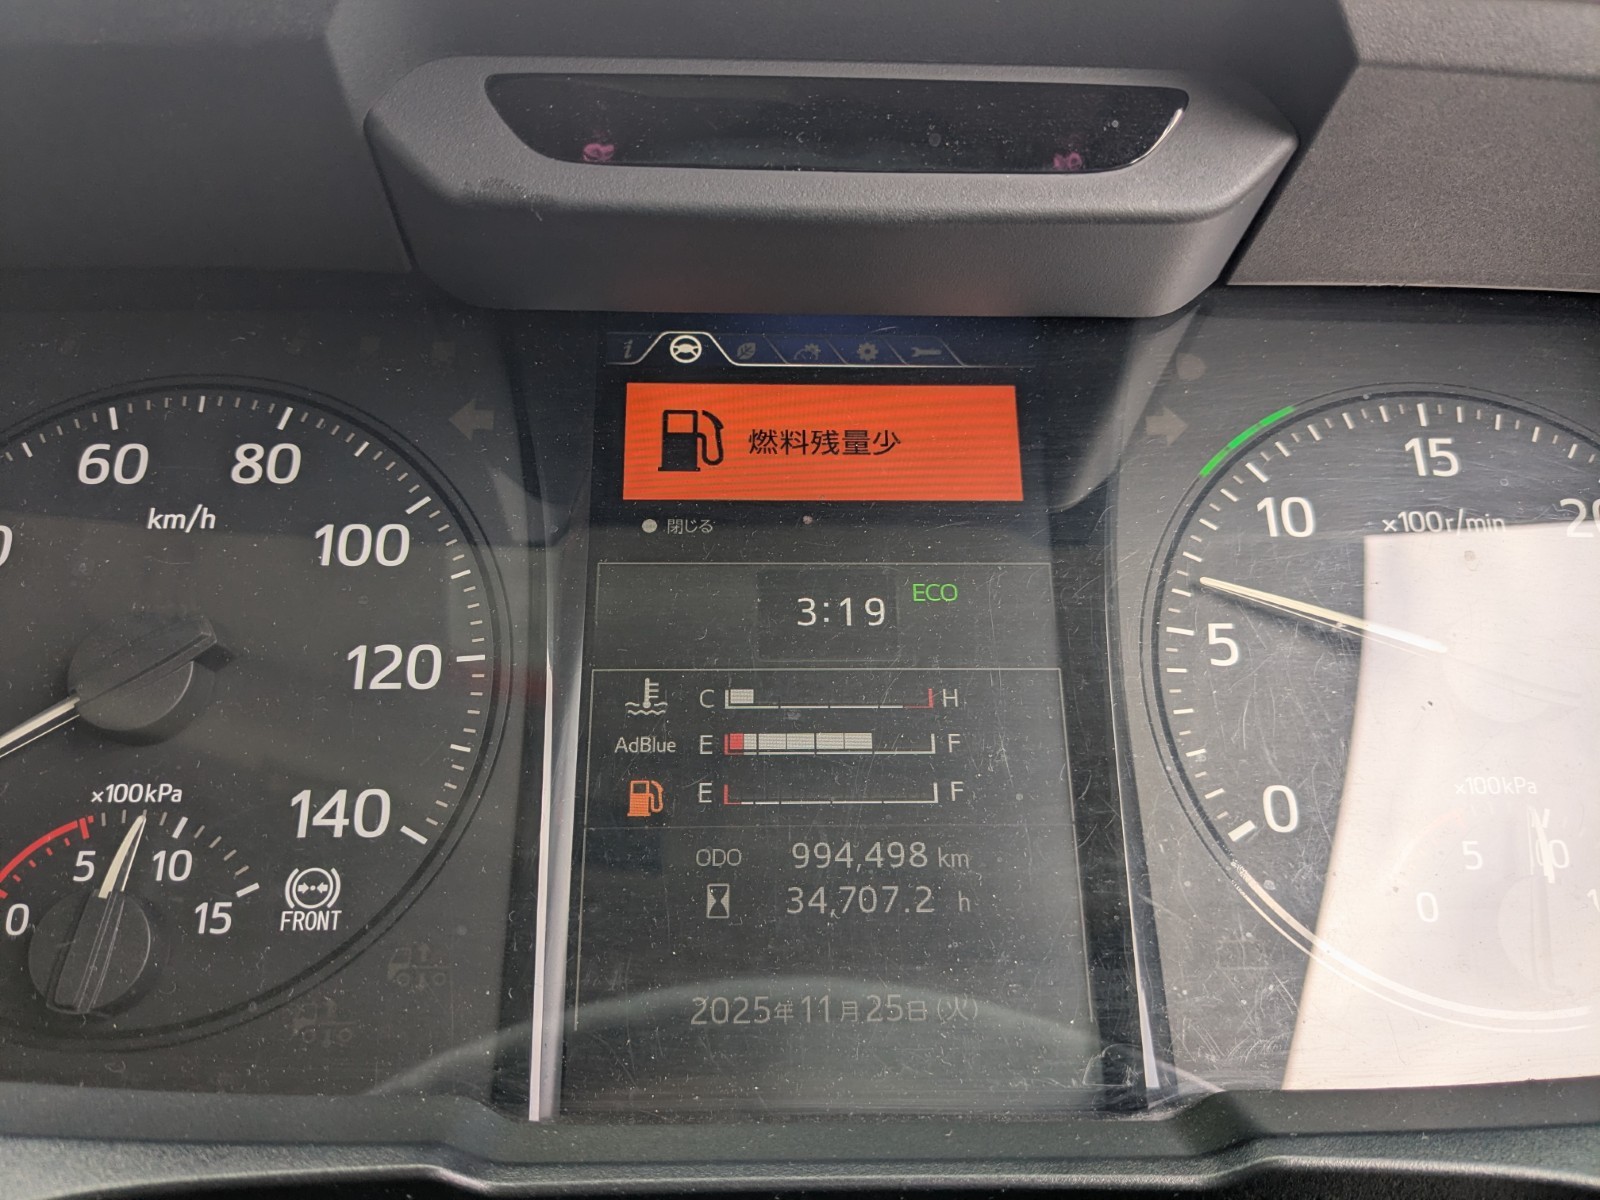 燃料残量少
閉じる
3:19 ECO
C H
AdBlue E F
E F
ODO 994,498 km
34,707.2 h
2025年11月25日(火)
60 80 100 120 140
km/h
×100kPa
0 5 10 15
FRONT
0 5 10 15 20
×100r/min
×100kPa
0 5 10